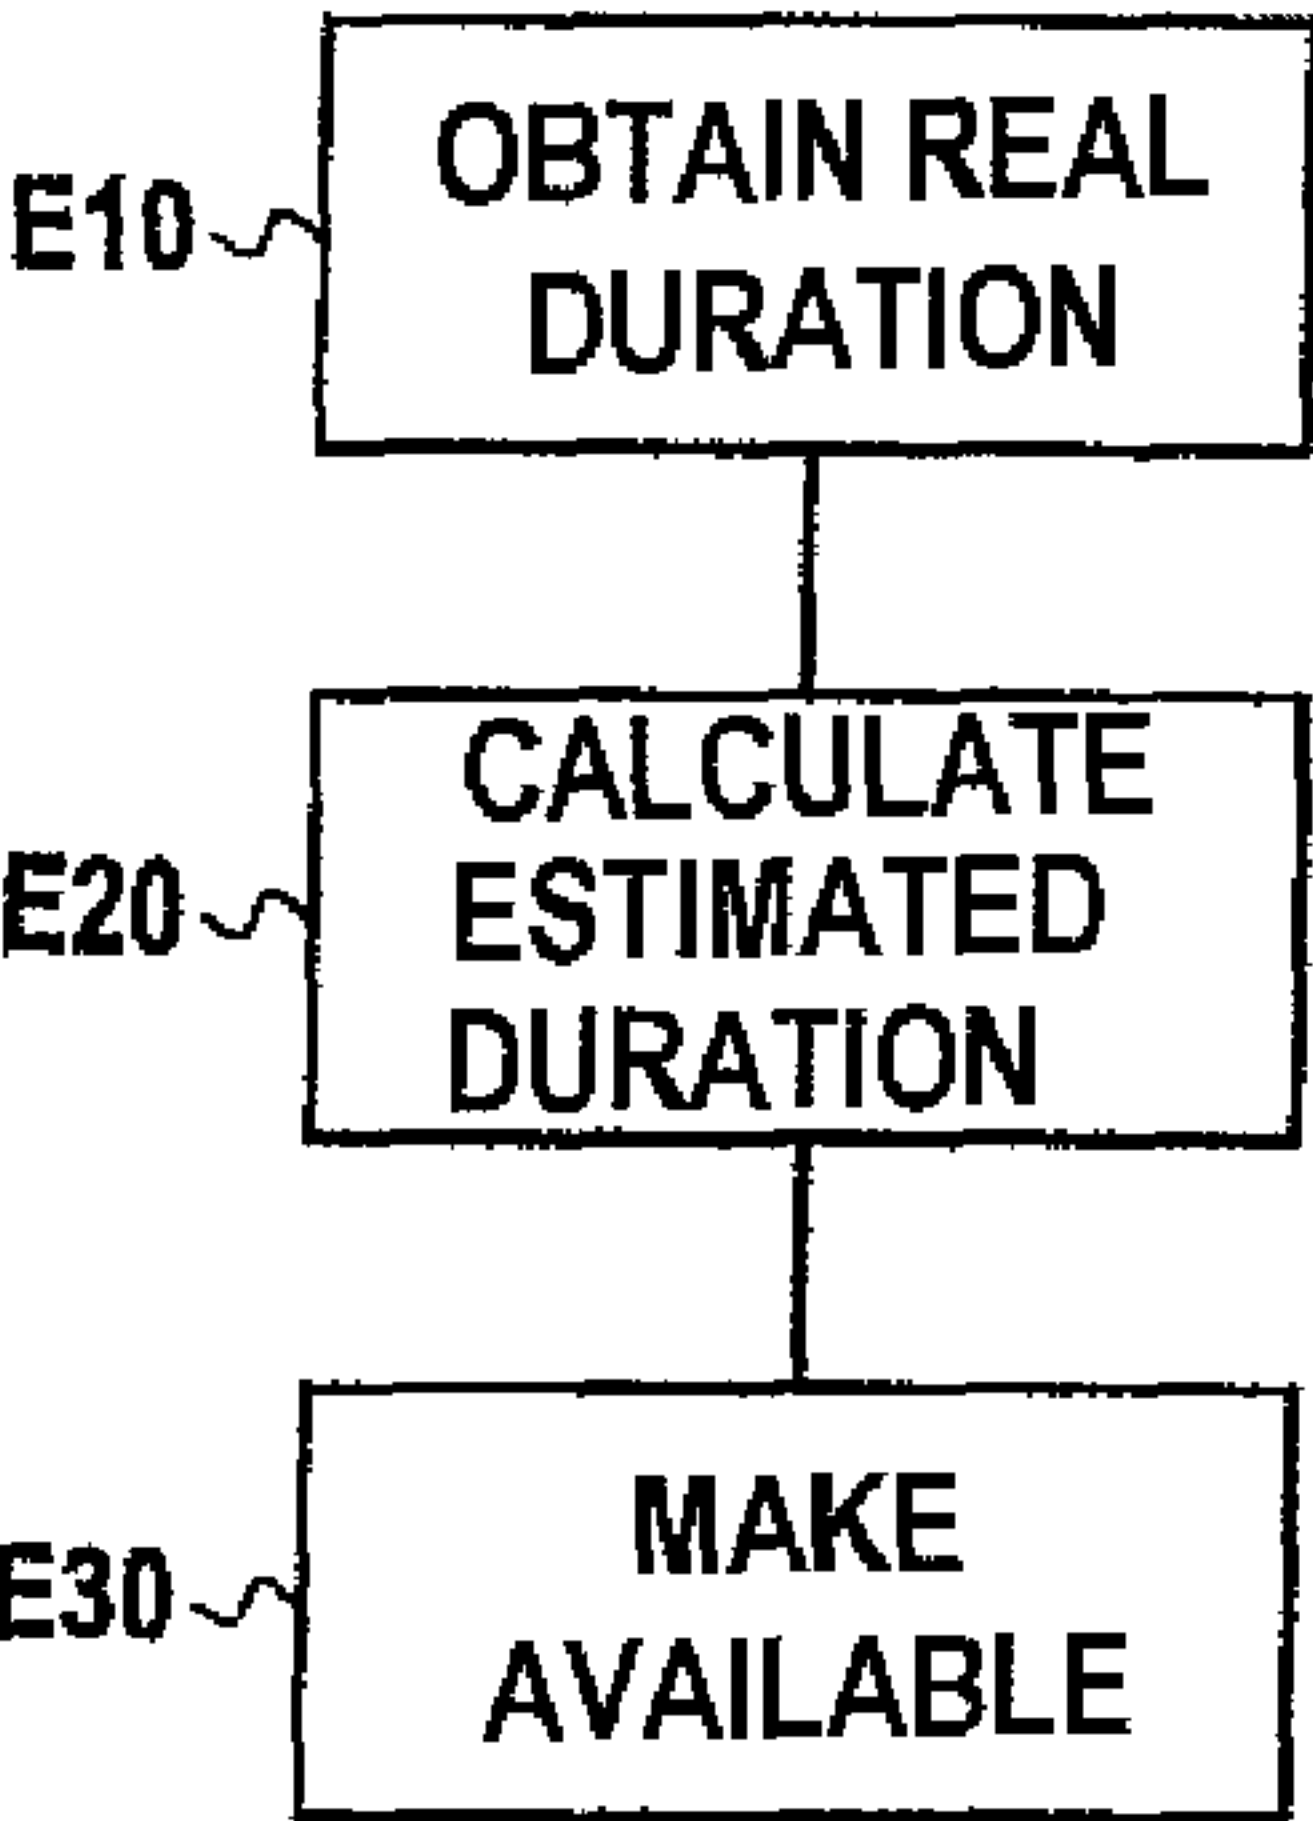 E10
OBTAIN REAL
DURATION
E20
CALCULATE
ESTIMATED
DURATION
E30
MAKE
AVAILABLE